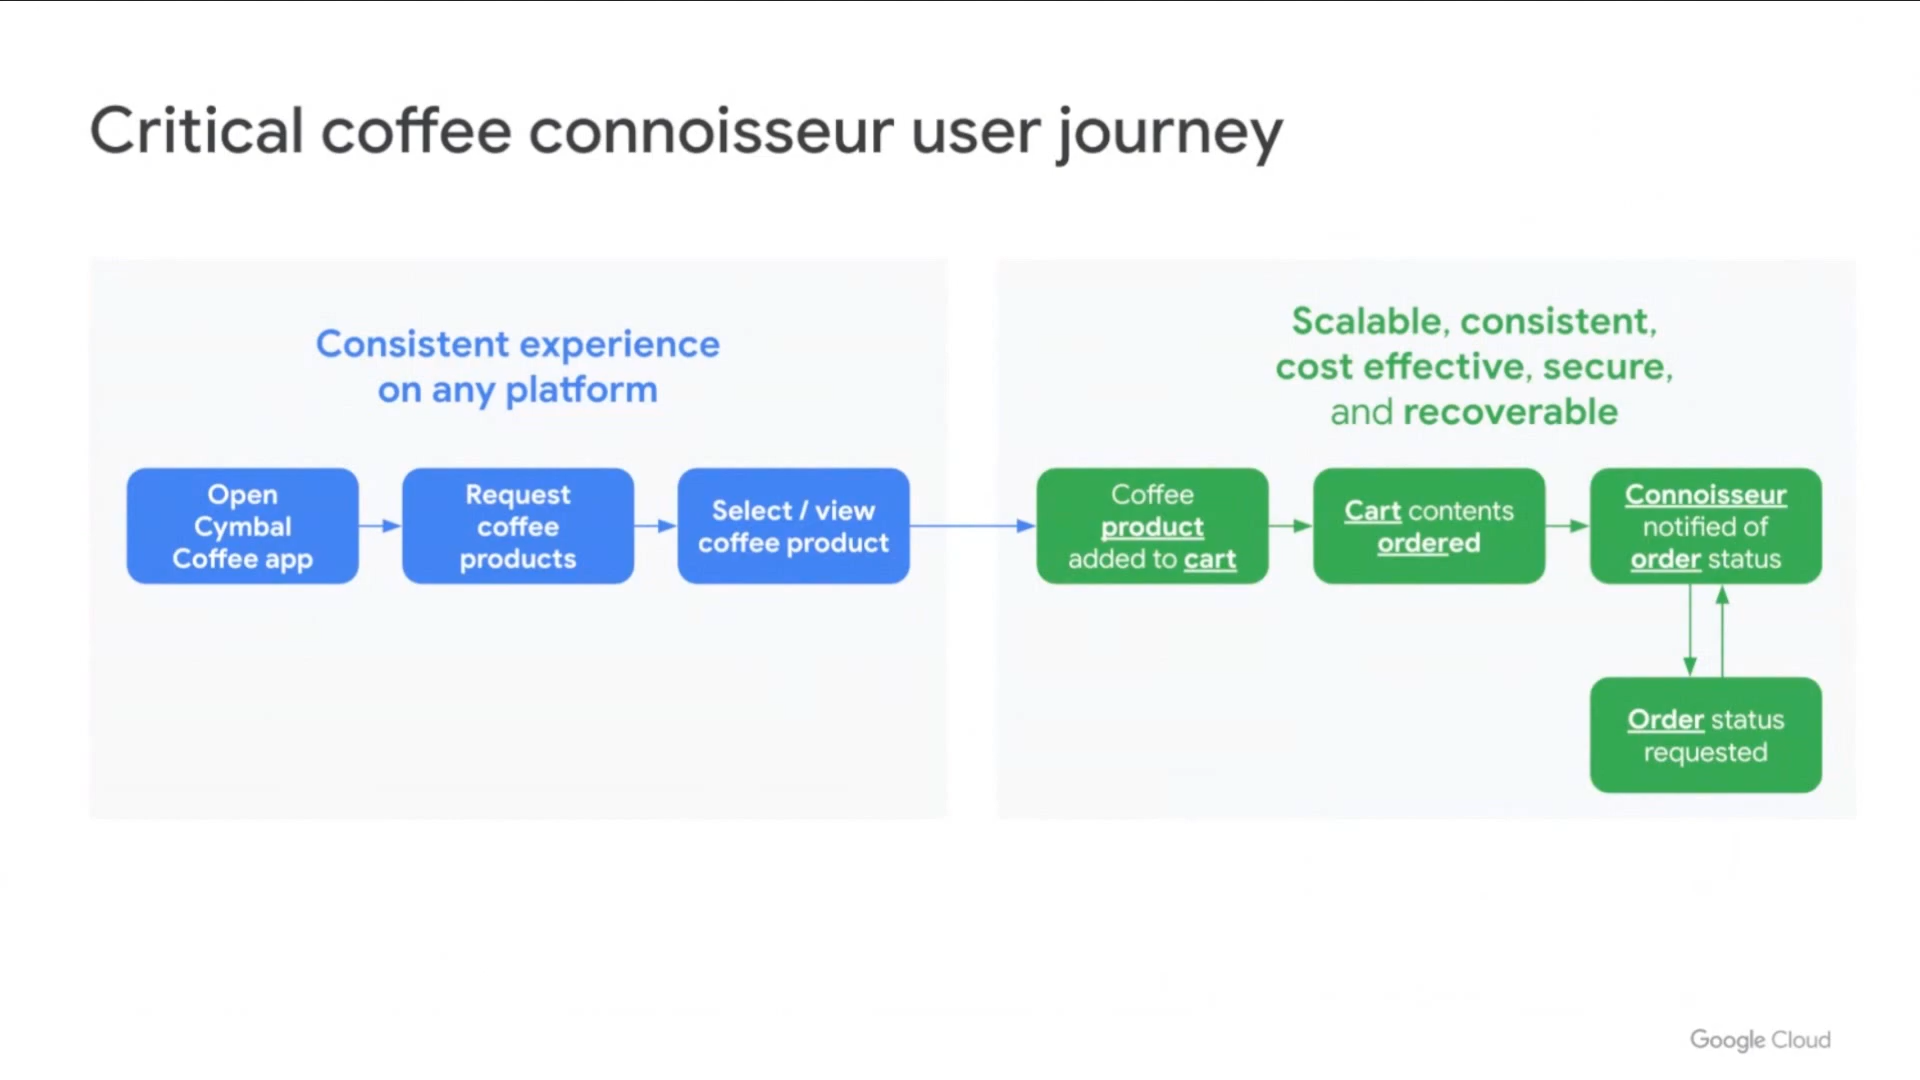 Critical coffee connoisseur user journey
Consistent experience
on any platform
Scalable, consistent,
cost effective, secure,
and recoverable
Open
Cymbal
Coffee app
Request
coffee
products
Select / view
coffee product
Coffee
product
added to cart
Cart contents
ordered
Connoisseur
notified of
order status
Order status
requested
Google Cloud